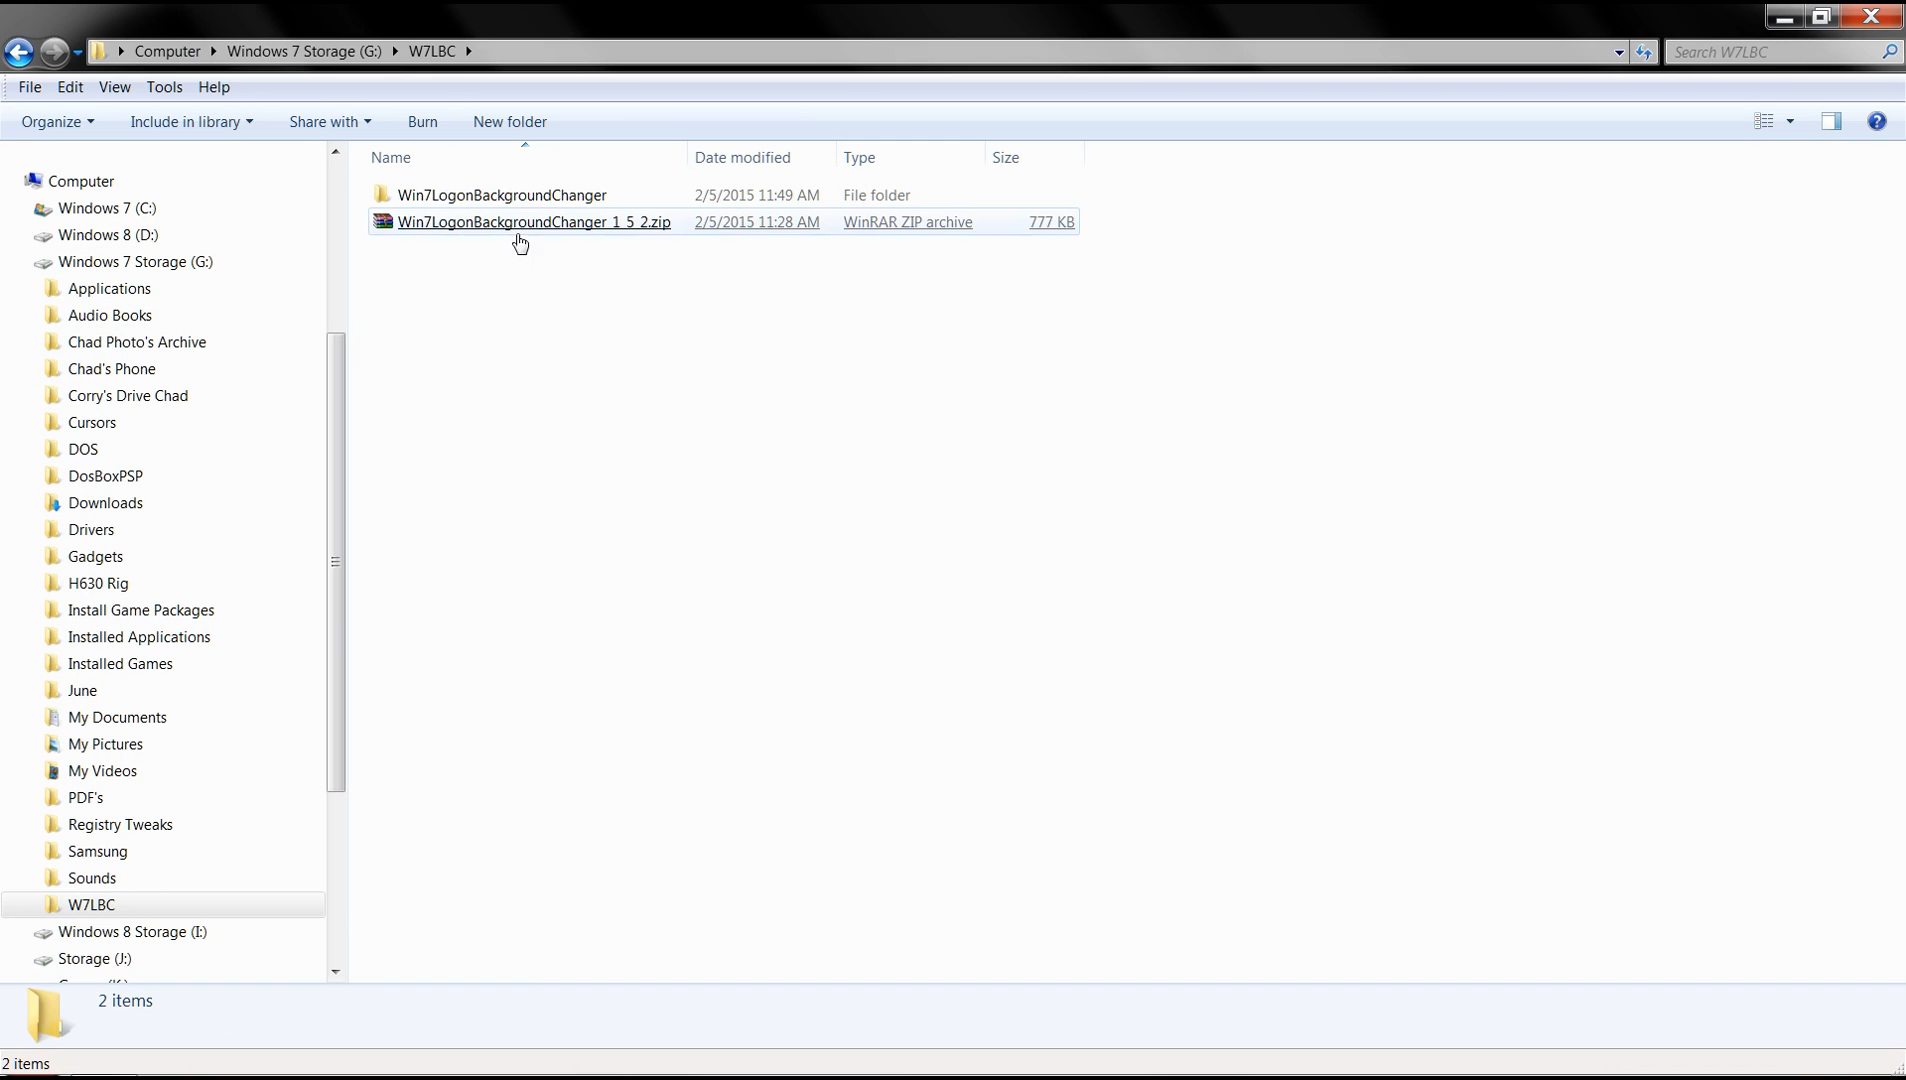 Computer Windows 7 Storage (G:) W7LBC
Search W7LBC
File Edit View Tools Help
Organize Include in library Share with Burn New folder
Name Date modified Type Size
Win7LogonBackgroundChanger 2/5/2015 11:49 AM File folder
Win7LogonBackgroundChanger_1_5_2.zip 2/5/2015 11:28 AM WinRAR ZIP archive 777 KB
Computer
Windows 7 (C:)
Windows 8 (D:)
Windows 7 Storage (G:)
Applications
Audio Books
Chad Photo's Archive
Chad's Phone
Corry's Drive Chad
Cursors
DOS
DosBoxPSP
Downloads
Drivers
Gadgets
H630 Rig
Install Game Packages
Installed Applications
Installed Games
June
My Documents
My Pictures
My Videos
PDF's
Registry Tweaks
Samsung
Sounds
W7LBC
Windows 8 Storage (I:)
Storage (J:)
2 items
2 items